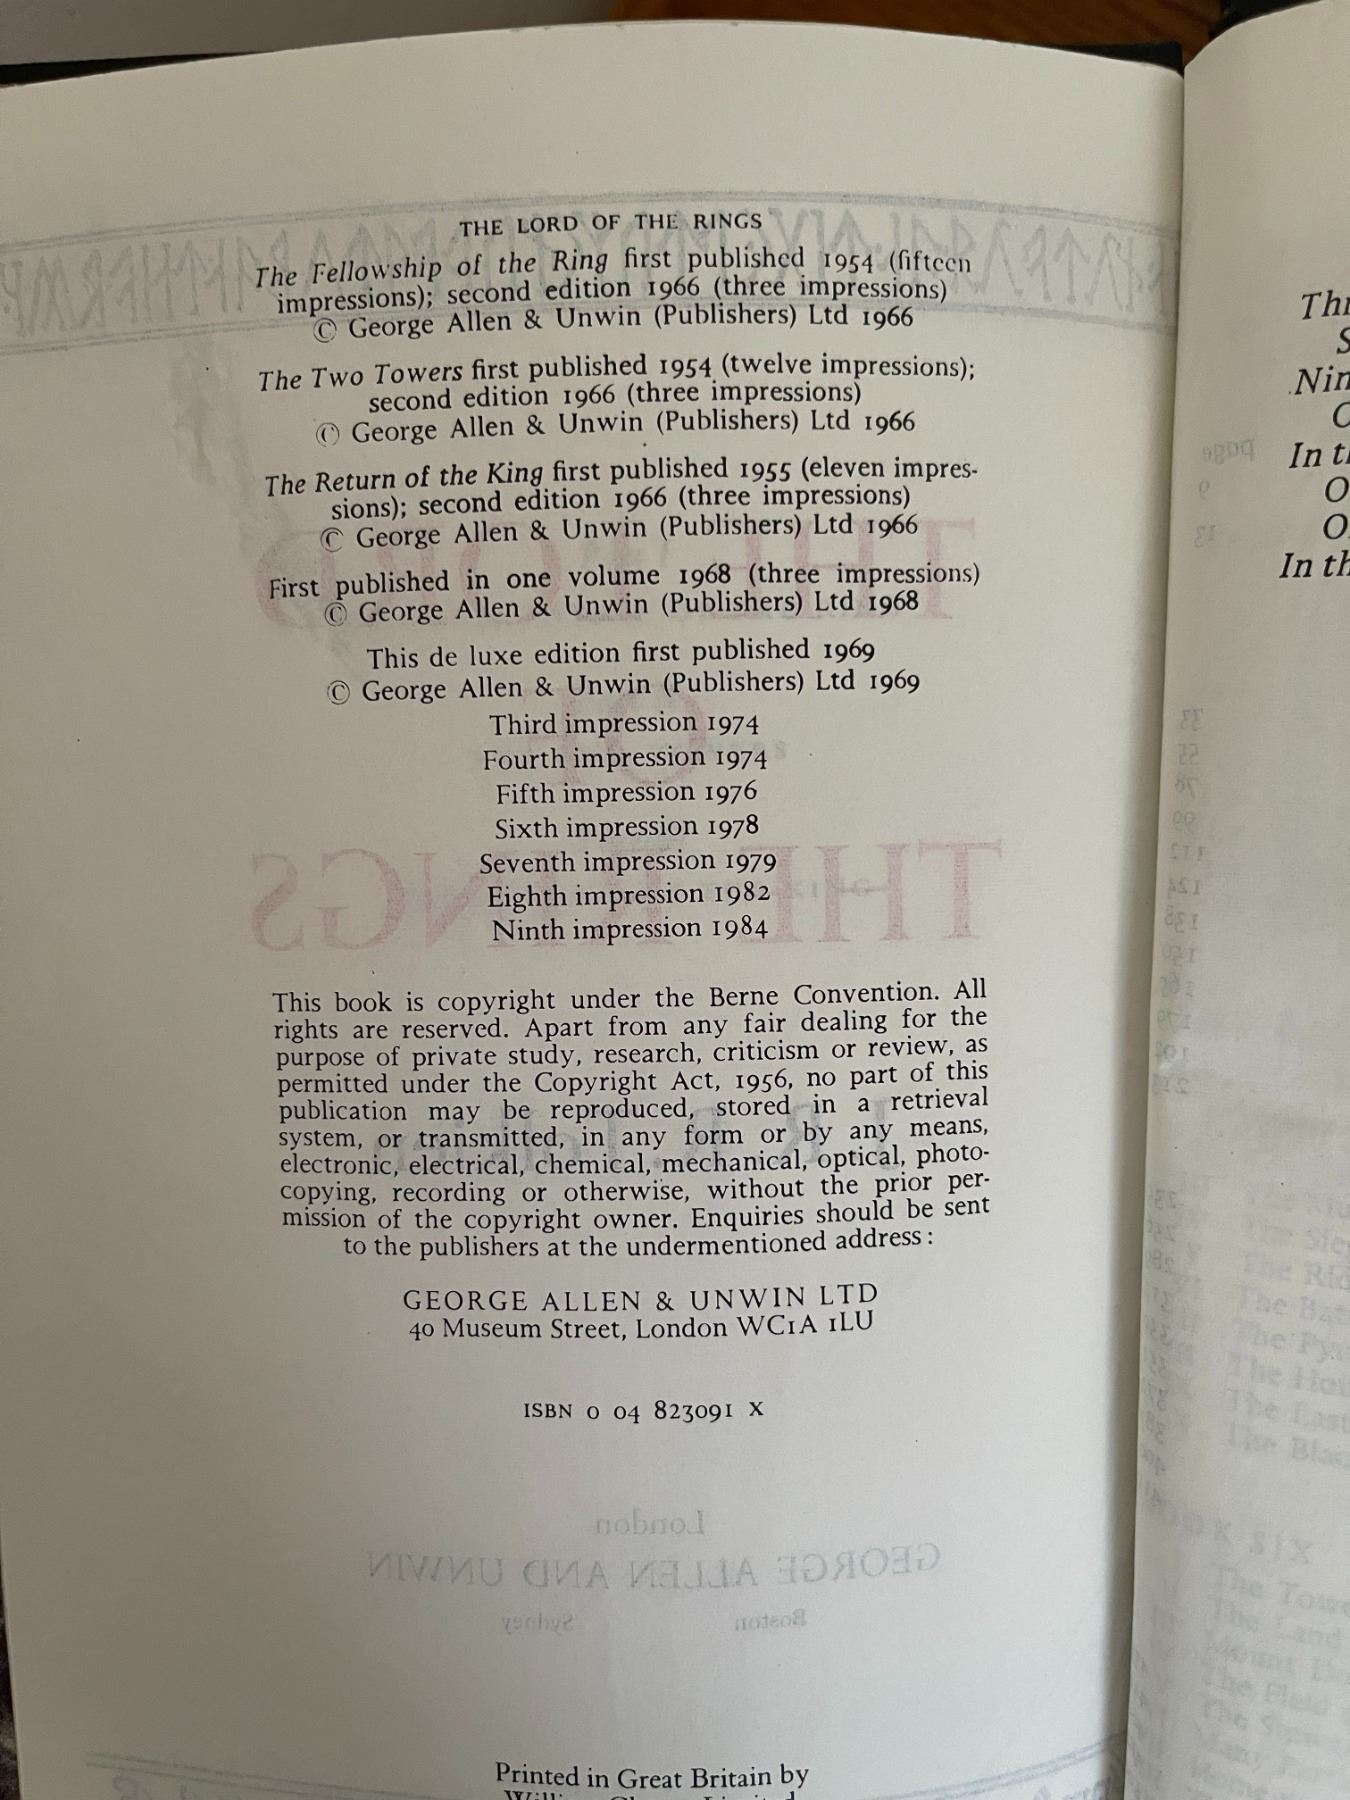 THE LORD OF THE RINGS
The Fellowship of the Ring first published 1954 (fifteen
impressions); second edition 1966 (three impressions)
© George Allen & Unwin (Publishers) Ltd 1966
The Two Towers first published 1954 (twelve impressions);
second edition 1966 (three impressions)
© George Allen & Unwin (Publishers) Ltd 1966
The Return of the King first published 1955 (eleven impres-
sions); second edition 1966 (three impressions)
© George Allen & Unwin (Publishers) Ltd 1966
First published in one volume 1968 (three impressions)
© George Allen & Unwin (Publishers) Ltd 1968
This de luxe edition first published 1969
© George Allen & Unwin (Publishers) Ltd 1969
Third impression 1974
Fourth impression 1974
Fifth impression 1976
Sixth impression 1978
Seventh impression 1979
Eighth impression 1982
Ninth impression 1984
This book is copyright under the Berne Convention. All
rights are reserved. Apart from any fair dealing for the
purpose of private study, research, criticism or review, as
permitted under the Copyright Act, 1956, no part of this
publication may be reproduced, stored in a retrieval
system, or transmitted, in any form or by any means,
electronic, electrical, chemical, mechanical, optical, photo-
copying, recording or otherwise, without the prior per-
mission of the copyright owner. Enquiries should be sent
to the publishers at the undermentioned address:
GEORGE ALLEN & UNWIN LTD
40 Museum Street, London WC1A 1LU
ISBN 0 04 823091 X
Printed in Great Britain by
In
O
In